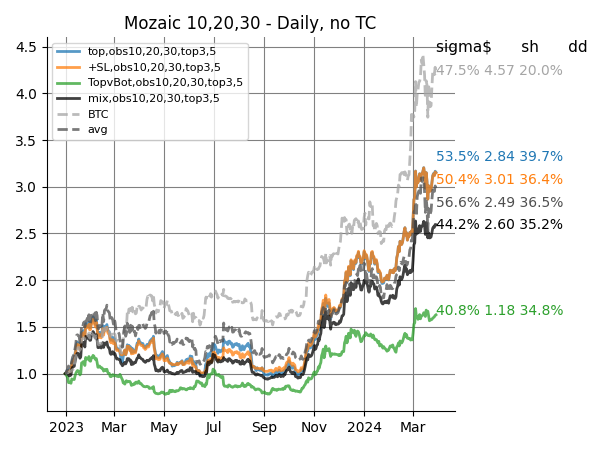 Mozaic 10,20,30 - Daily, no TC
sigma$ sh dd
top,obs10,20,30,top3,5
+SL,obs10,20,30,top3,5
TopvBot,obs10,20,30,top3,5
mix,obs10,20,30,top3,5
BTC
avg
47.5% 4.57 20.0%
53.5% 2.84 39.7%
50.4% 3.01 36.4%
56.6% 2.49 36.5%
44.2% 2.60 35.2%
40.8% 1.18 34.8%
4.5
4.0
3.5
3.0
2.5
2.0
1.5
1.0
2023 Mar May Jul Sep Nov 2024 Mar